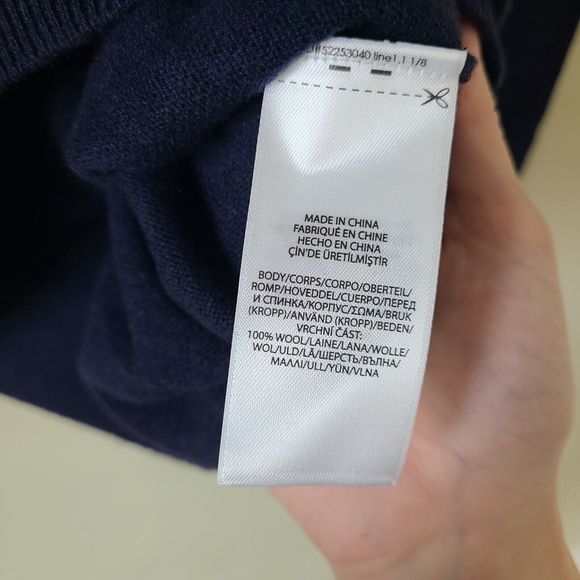 #52253040 line1.1 1/8
MADE IN CHINA
FABRIQUÉ EN CHINE
HECHO EN CHINA
ÇİN'DE ÜRETİLMİŞTİR
BODY/CORPS/CORPO/OBERTEIL/
ROMP/HOVEDDEL/CUERPO/ПЕРЕД
И СПИНКА/КОРПУС/ΣΩΜΑ/BRUK
(KROPP)/ANVÄND (KROPP)/BEDEN/
VRCHNÍ ČÁST:
100% WOOL/LAINE/LANA/WOLLE/
WOL/ULD/LÃ/ШЕРСТЬ/ВЪЛНА/
ΜΑΛΛΙ/ULL/YÜN/VLNA